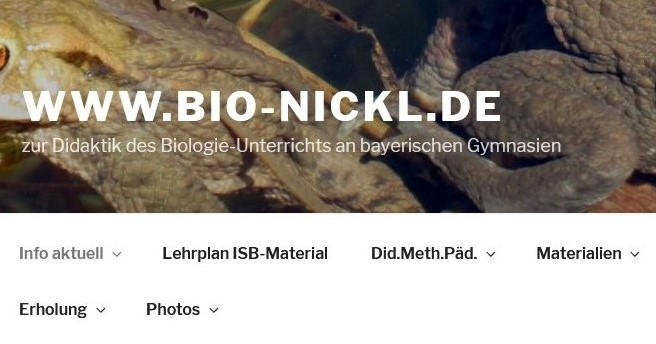 WWW.BIO-NICKL.DE
zur Didaktik des Biologie-Unterrichts an bayerischen Gymnasien
Info aktuell Lehrplan ISB-Material Did.Meth.Päd. Materialien
Erholung Photos